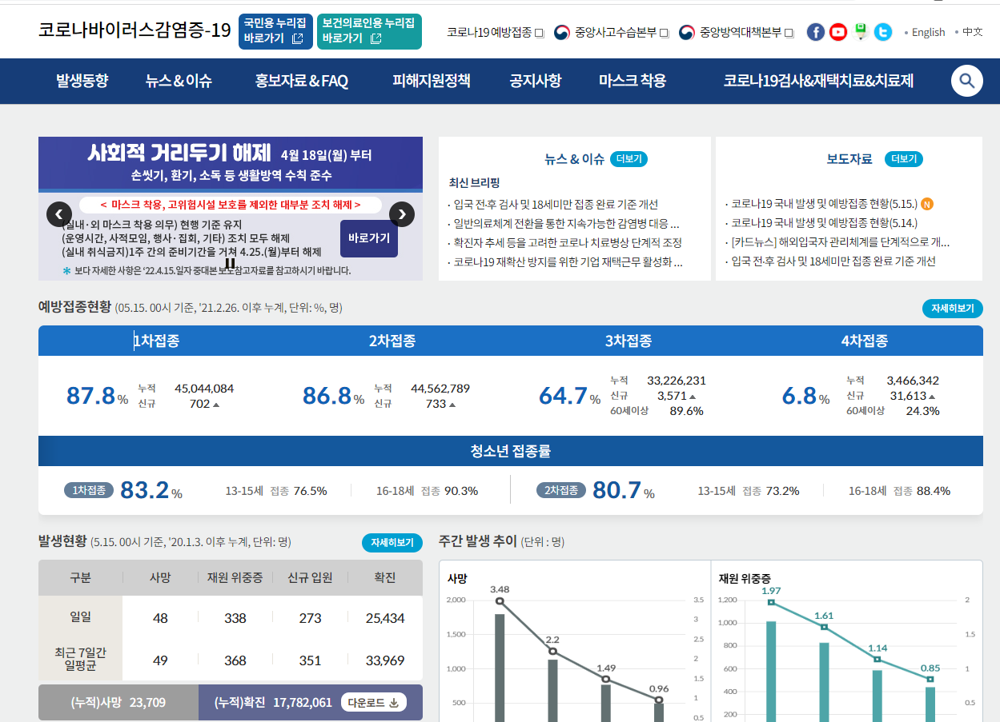 코로나바이러스감염증-19
국민용 누리집
바로가기
보건의료인용 누리집
바로가기
코로나19 예방접종
중앙사고수습본부
중앙방역대책본부
• English
• 中文
발생동향
뉴스 & 이슈
홍보자료 & FAQ
피해지원정책
공지사항
마스크 착용
코로나19검사&재택치료&치료제
사회적 거리두기 해제 4월 18일(월) 부터
손씻기, 환기, 소독 등 생활방역 수칙 준수
< 마스크 착용, 고위험시설 보호를 제외한 대부분 조치 해제 >
(실내·외 마스크 착용 의무) 현행 기준 유지
(운영시간, 사적모임, 행사·집회, 기타) 조치 모두 해제
(실내 취식금지)1주 간의 준비기간을 거쳐 4.25.(월)부터 해제
바로가기
* 보다 자세한 사항은 '22.4.15.일자 중대본 보도참고자료를 참고하시기 바랍니다.
뉴스 & 이슈 더보기
최신 브리핑
· 입국 전·후 검사 및 18세미만 접종 완료 기준 개선
· 일반의료체계 전환을 통한 지속가능한 감염병 대응 ...
· 확진자 추세 등을 고려한 코로나 치료병상 단계적 조정
· 코로나19 재확산 방지를 위한 기업 재택근무 활성화 ...
보도자료 더보기
· 코로나19 국내 발생 및 예방접종 현황(5.15.) N
· 코로나19 국내 발생 및 예방접종 현황(5.14.)
· [카드뉴스] 해외입국자 관리체계를 단계적으로 개...
· 입국 전·후 검사 및 18세미만 접종 완료 기준 개선
예방접종현황 (05.15. 00시 기준, '21.2.26. 이후 누계, 단위: %, 명)
자세히보기
1차접종 2차접종 3차접종 4차접종
87.8 %
누적 45,044,084
신규 702 ▲
86.8 %
누적 44,562,789
신규 733 ▲
64.7 %
누적 33,226,231
신규 3,571 ▲
60세이상 89.6%
6.8 %
누적 3,466,342
신규 31,613 ▲
60세이상 24.3%
청소년 접종률
1차접종 83.2 % 13-15세 접종 76.5% 16-18세 접종 90.3%
2차접종 80.7 % 13-15세 접종 73.2% 16-18세 접종 88.4%
발생현황 (5.15. 00시 기준, '20.1.3. 이후 누계, 단위: 명)
자세히보기
구분 사망 재원 위중증 신규 입원 확진
일일 48 338 273 25,434
최근 7일간
일평균 49 368 351 33,969
(누적)사망 23,709
(누적)확진 17,782,061 다운로드
주간 발생 추이 (단위 : 명)
사망
3.48
2,000
3.5
3
1,500
2.5
2.2
2
1,000
1.49
1.5
0.96
1
500
0.5
재원 위중증
1.97
1,200
2
1.61
1,000
1.5
800
1.14
600
0.85
1
400
0.5
200